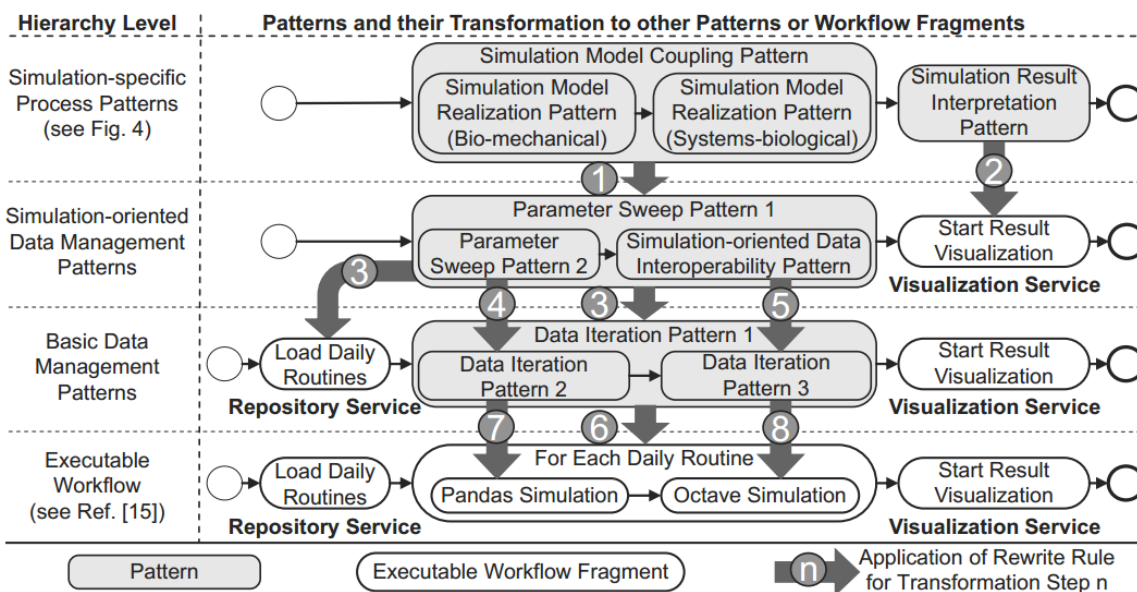 Hierarchy Level
Patterns and their Transformation to other Patterns or Workflow Fragments
Simulation-specific
Process Patterns
(see Fig. 4)
Simulation Model Coupling Pattern
Simulation Model
Realization Pattern
(Bio-mechanical)
Simulation Model
Realization Pattern
(Systems-biological)
Simulation Result
Interpretation
Pattern
1
2
Simulation-oriented
Data Management
Patterns
Parameter Sweep Pattern 1
Parameter
Sweep Pattern 2
Simulation-oriented Data
Interoperability Pattern
Start Result
Visualization
Visualization Service
3
4
3
5
Basic Data
Management
Patterns
Load Daily
Routines
Repository Service
Data Iteration Pattern 1
Data Iteration
Pattern 2
Data Iteration
Pattern 3
Start Result
Visualization
Visualization Service
7
6
8
Executable
Workflow
(see Ref. [15])
Load Daily
Routines
Repository Service
For Each Daily Routine
Pandas Simulation
Octave Simulation
Start Result
Visualization
Visualization Service
Pattern
Executable Workflow Fragment
n
Application of Rewrite Rule
for Transformation Step n